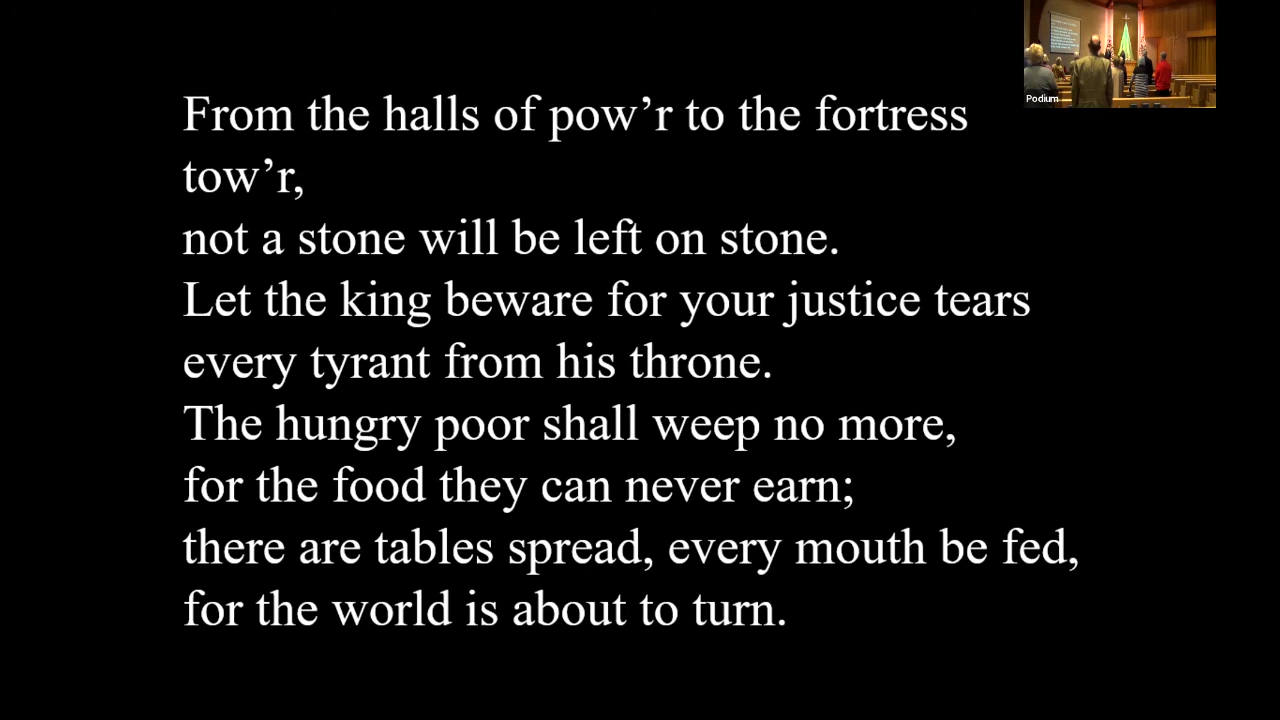 From the halls of pow’r to the fortress
tow’r,
not a stone will be left on stone.
Let the king beware for your justice tears
every tyrant from his throne.
The hungry poor shall weep no more,
for the food they can never earn;
there are tables spread, every mouth be fed,
for the world is about to turn.
Podium